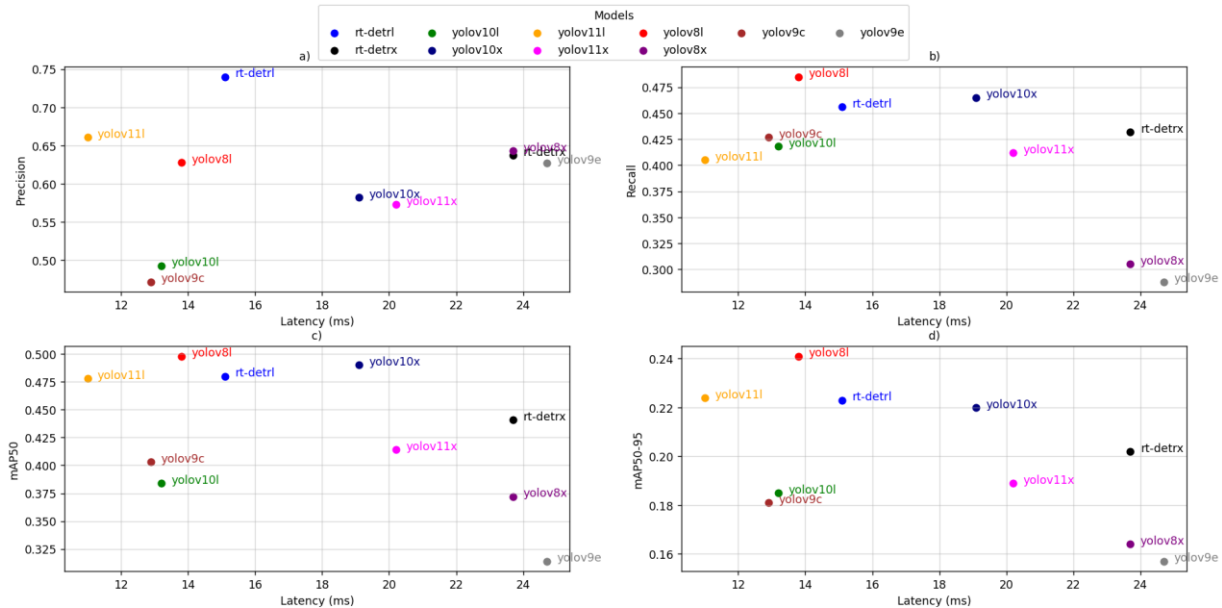 Models
rt-detrl yolov10l yolov11l yolov8l yolov9c yolov9e
rt-detrx yolov10x yolov11x yolov8x
a)
0.75
0.70
0.65
0.60
0.55
0.50
Precision
rt-detrl
yolov11l
yolov8l
yolov8x
rt-detrx
yolov9e
yolov10x
yolov11x
yolov10l
yolov9c
12 14 16 18 20 22 24
Latency (ms)
b)
0.475
0.450
0.425
0.400
0.375
0.350
0.325
0.300
Recall
yolov8l
yolov10x
rt-detrl
rt-detrx
yolov9c
yolov10l
yolov11x
yolov11l
yolov8x
yolov9e
12 14 16 18 20 22 24
Latency (ms)
c)
0.500
0.475
0.450
0.425
0.400
0.375
0.350
0.325
mAP50
yolov8l
yolov10x
rt-detrl
yolov11l
rt-detrx
yolov11x
yolov9c
yolov10l
yolov8x
yolov9e
12 14 16 18 20 22 24
Latency (ms)
d)
0.24
0.22
0.20
0.18
0.16
mAP50-95
yolov8l
yolov11l
rt-detrl
yolov10x
rt-detrx
yolov11x
yolov10l
yolov9c
yolov8x
yolov9e
12 14 16 18 20 22 24
Latency (ms)